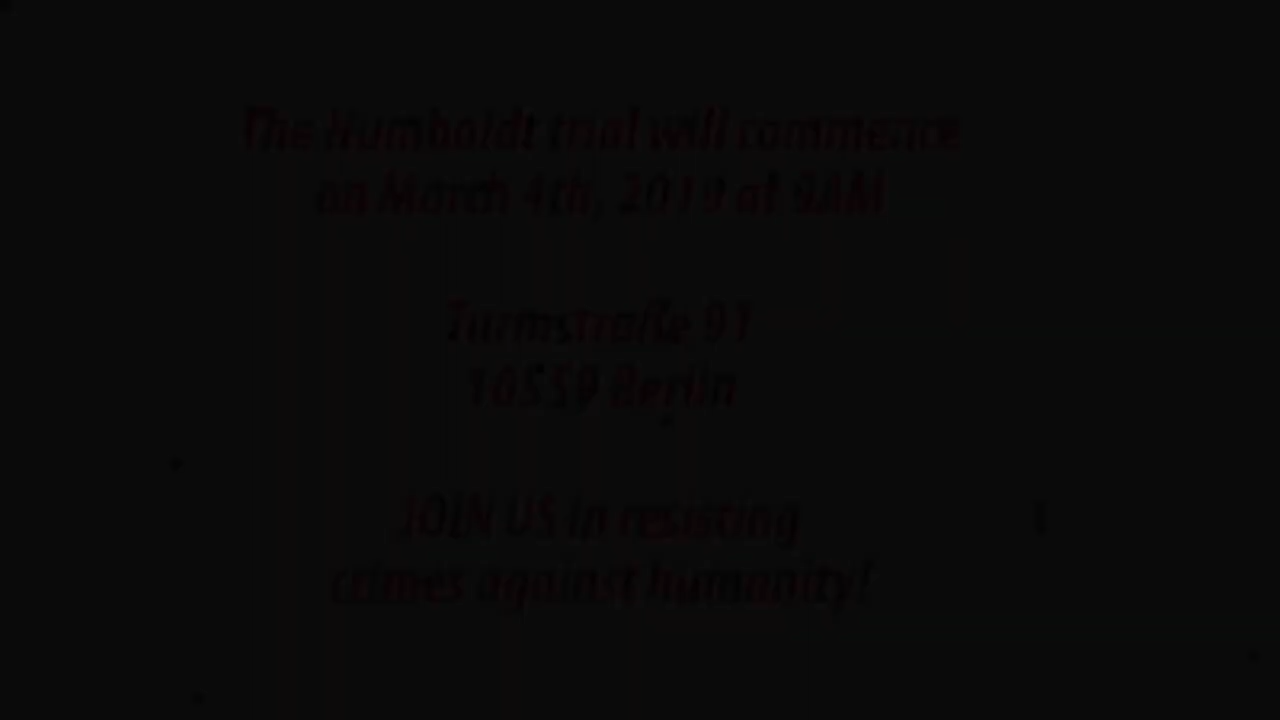 The Humboldt trial will commence
on March 4th, 2019 at 9AM
Turmstraße 91
10559 Berlin
JOIN US in resisting
crimes against humanity!